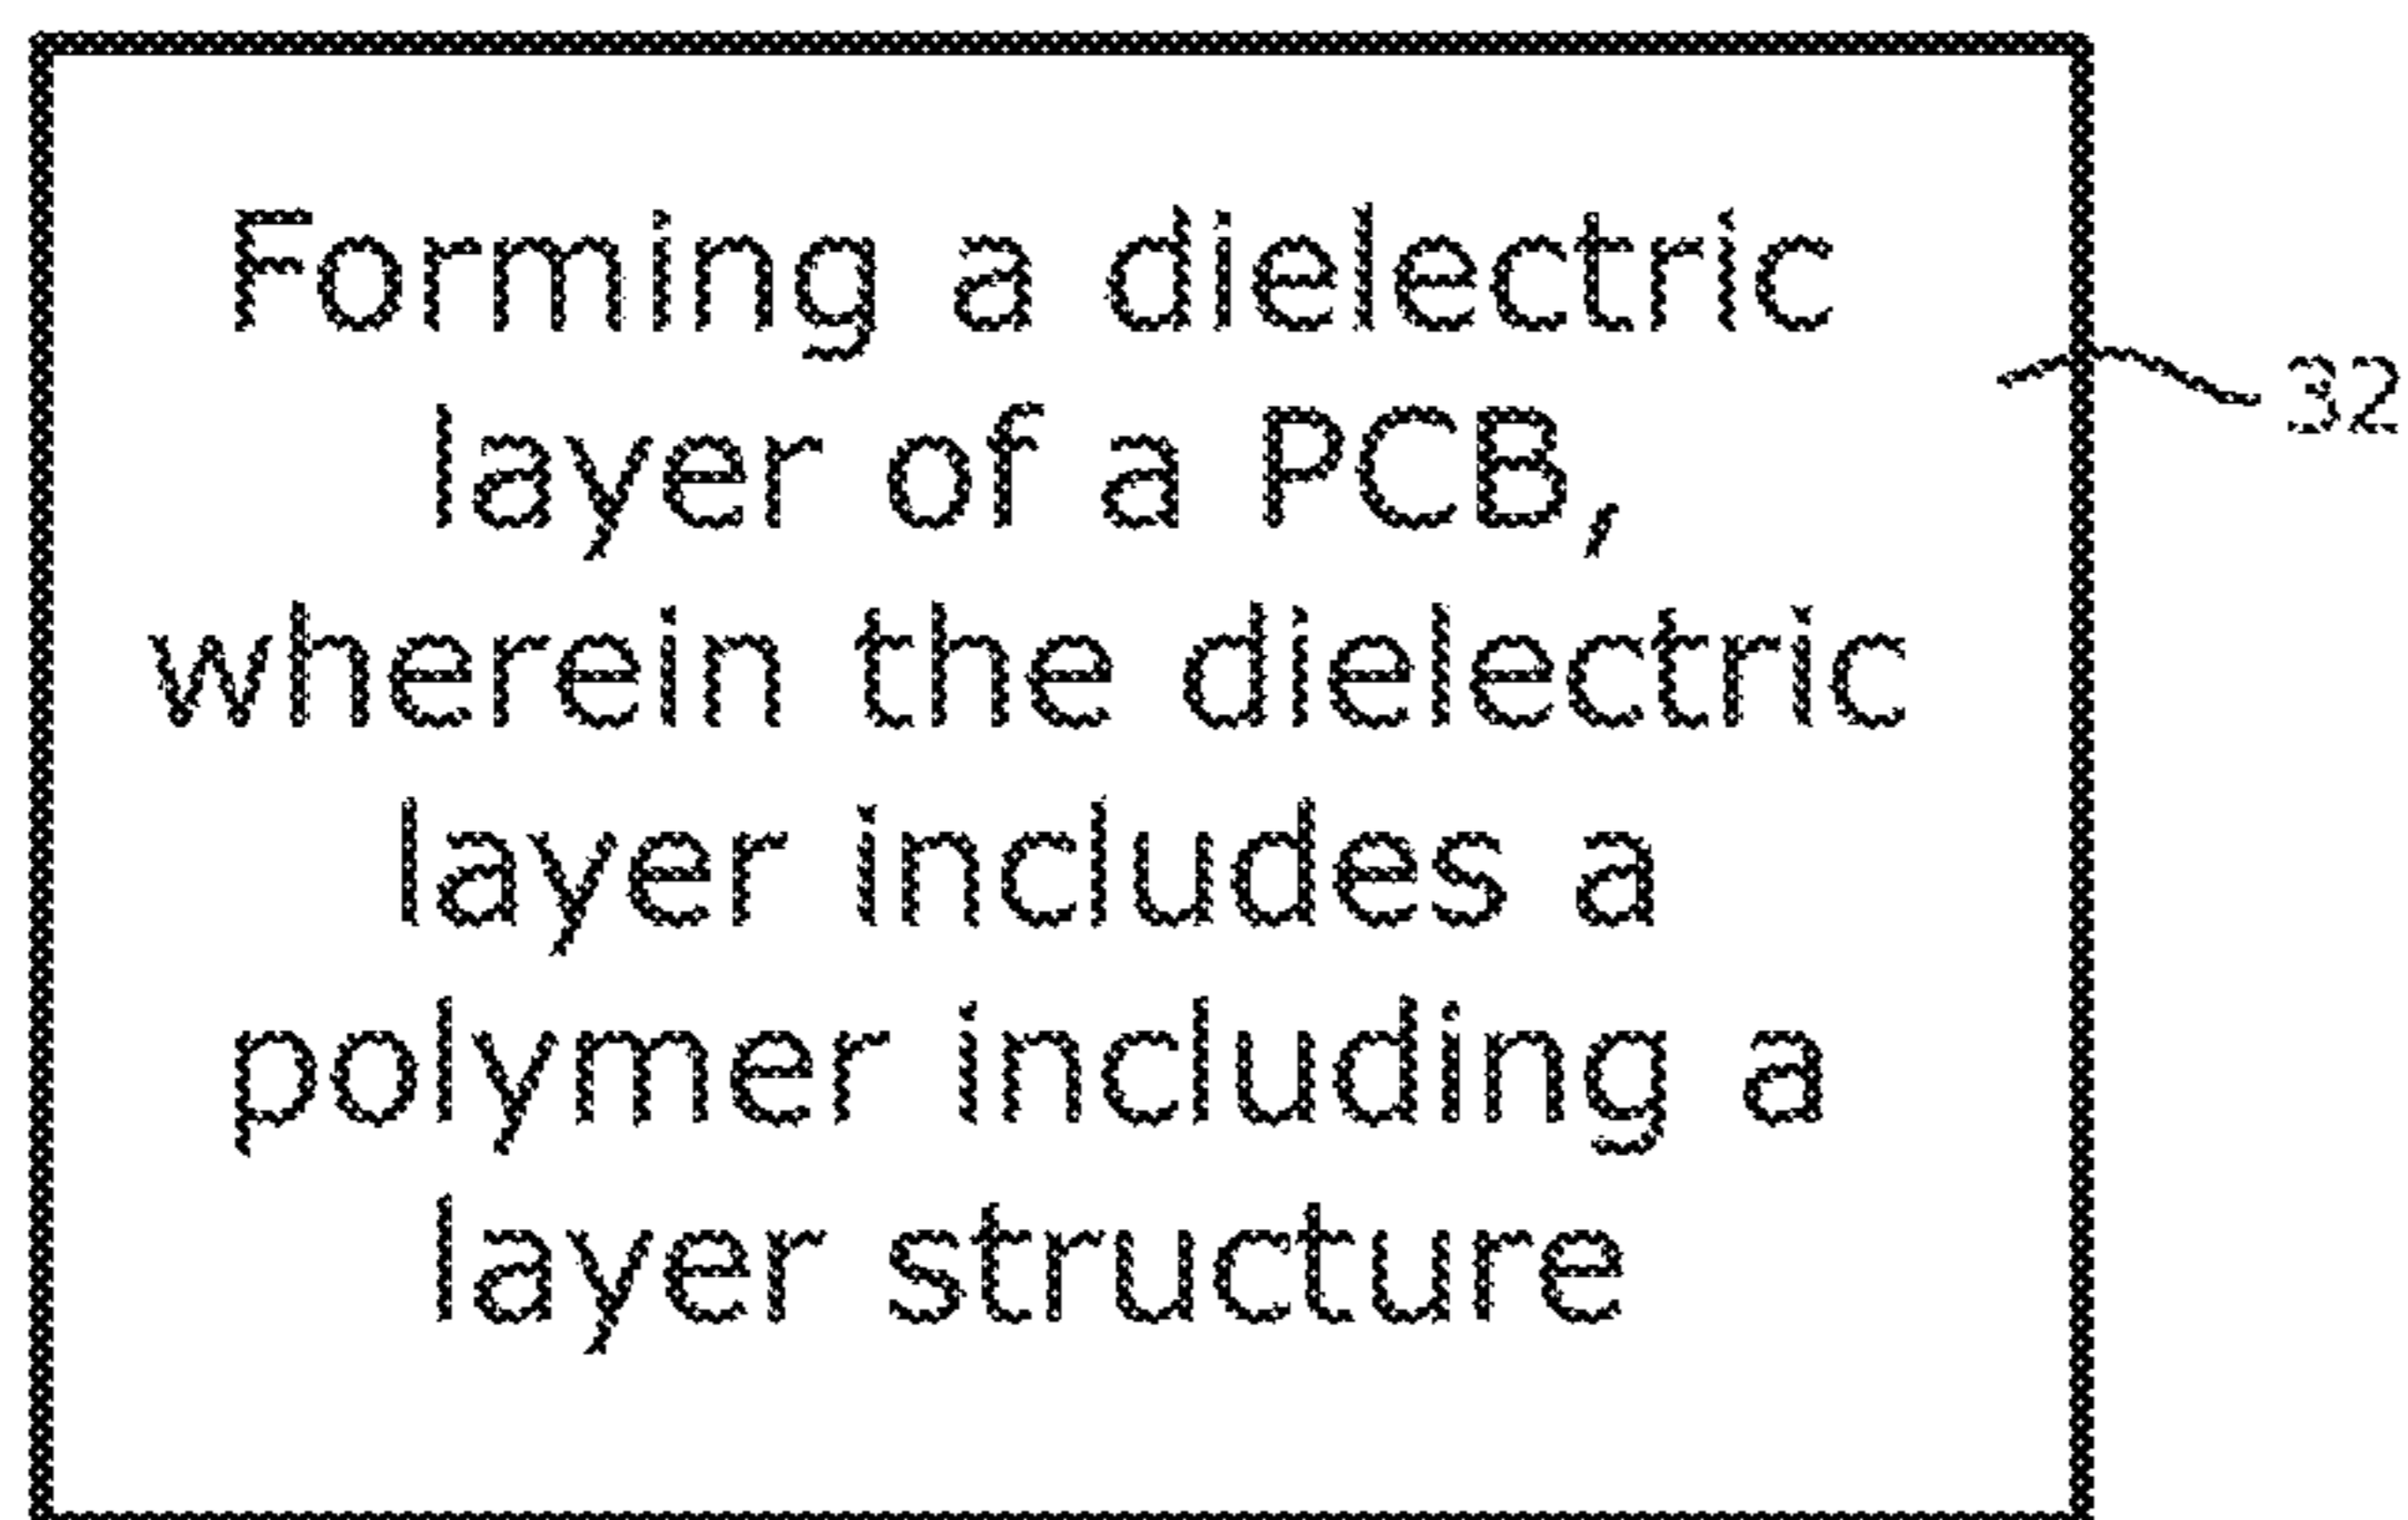 Forming a dielectric
layer of a PCB,
wherein the dielectric
layer includes a
polymer including a
layer structure
32